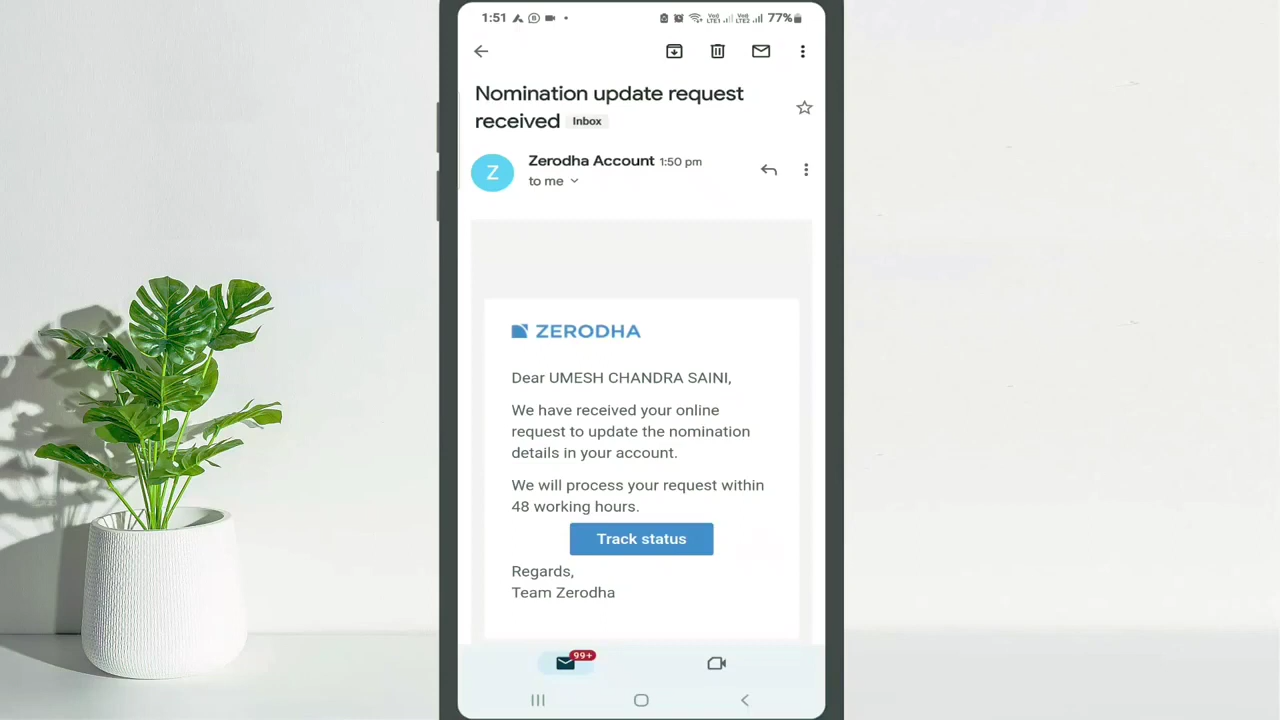 1:51
77%
Nomination update request
received Inbox
Zerodha Account 1:50 pm
to me
Z
ZERODHA
Dear UMESH CHANDRA SAINI,
We have received your online
request to update the nomination
details in your account.
We will process your request within
48 working hours.
Track status
Regards,
Team Zerodha
99+